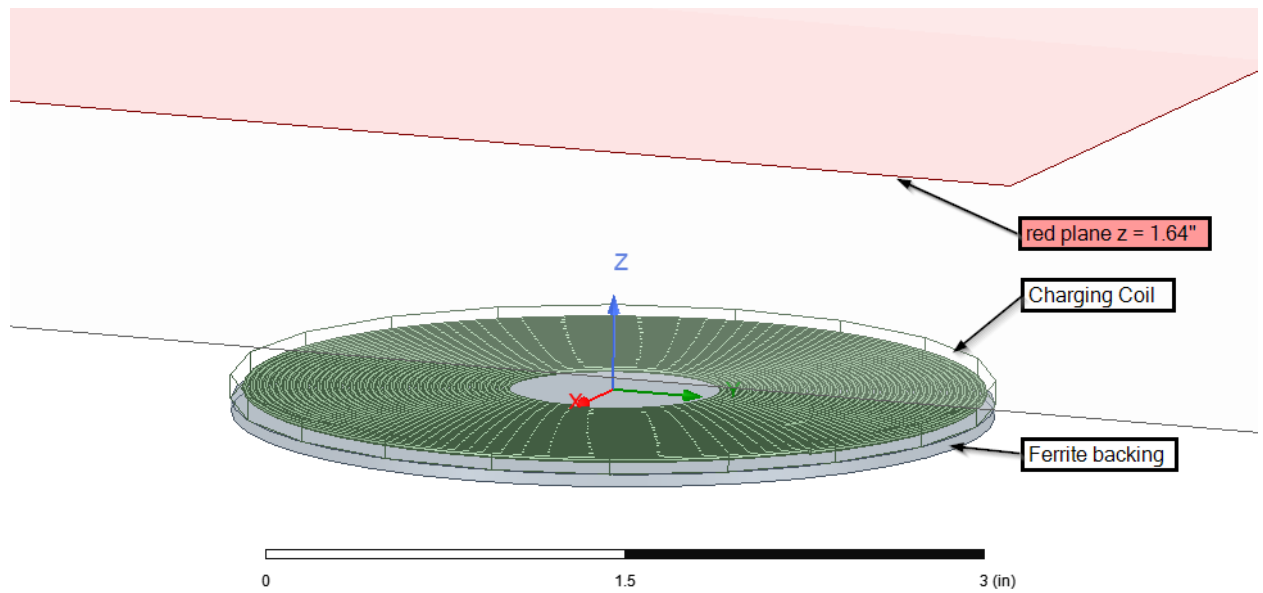 red plane z = 1.64"
Z
Charging Coil
X
Y
Ferrite backing
0
1.5
3 (in)